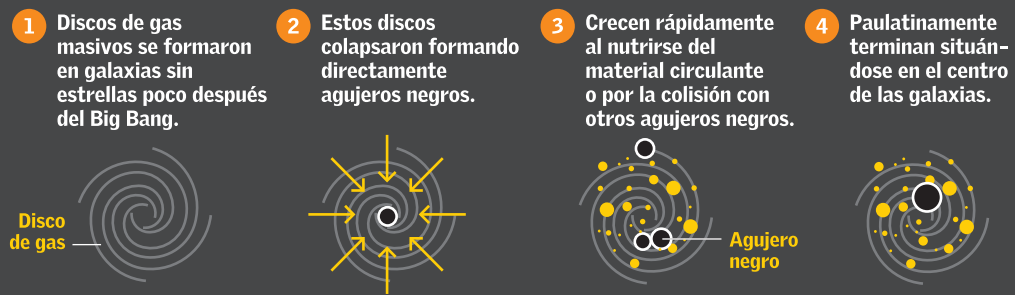 1 Discos de gas
masivos se formaron
en galaxias sin
estrellas poco después
del Big Bang.
Disco
de gas
2 Estos discos
colapsaron formando
directamente
agujeros negros.
3 Crecen rápidamente
al nutrirse del
material circulante
o por la colisión con
otros agujeros negros.
Agujero
negro
4 Paulatinamente
terminan situán-
dose en el centro
de las galaxias.